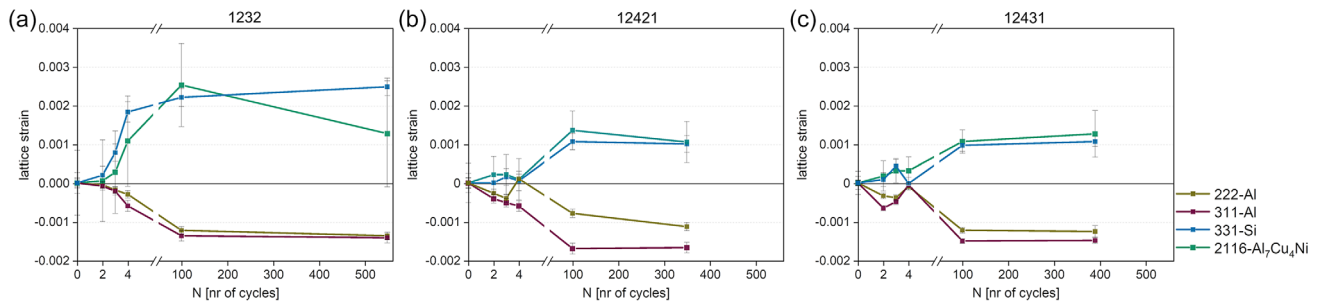 (a) 1232
0.004
0.003
0.002
0.001
0.000
-0.001
-0.002
lattice strain
0 2 4 100 200 300 400 500
N [nr of cycles]
(b) 12421
0.004
0.003
0.002
0.001
0
-0.001
-0.002
lattice strain
0 2 4 100 200 300 400 500
N [nr of cycles]
(c) 12431
0.004
0.003
0.002
0.001
0
-0.001
-0.002
lattice strain
0 2 4 100 200 300 400 500
N [nr of cycles]
222-Al
311-Al
331-Si
2116-Al₇Cu₄Ni